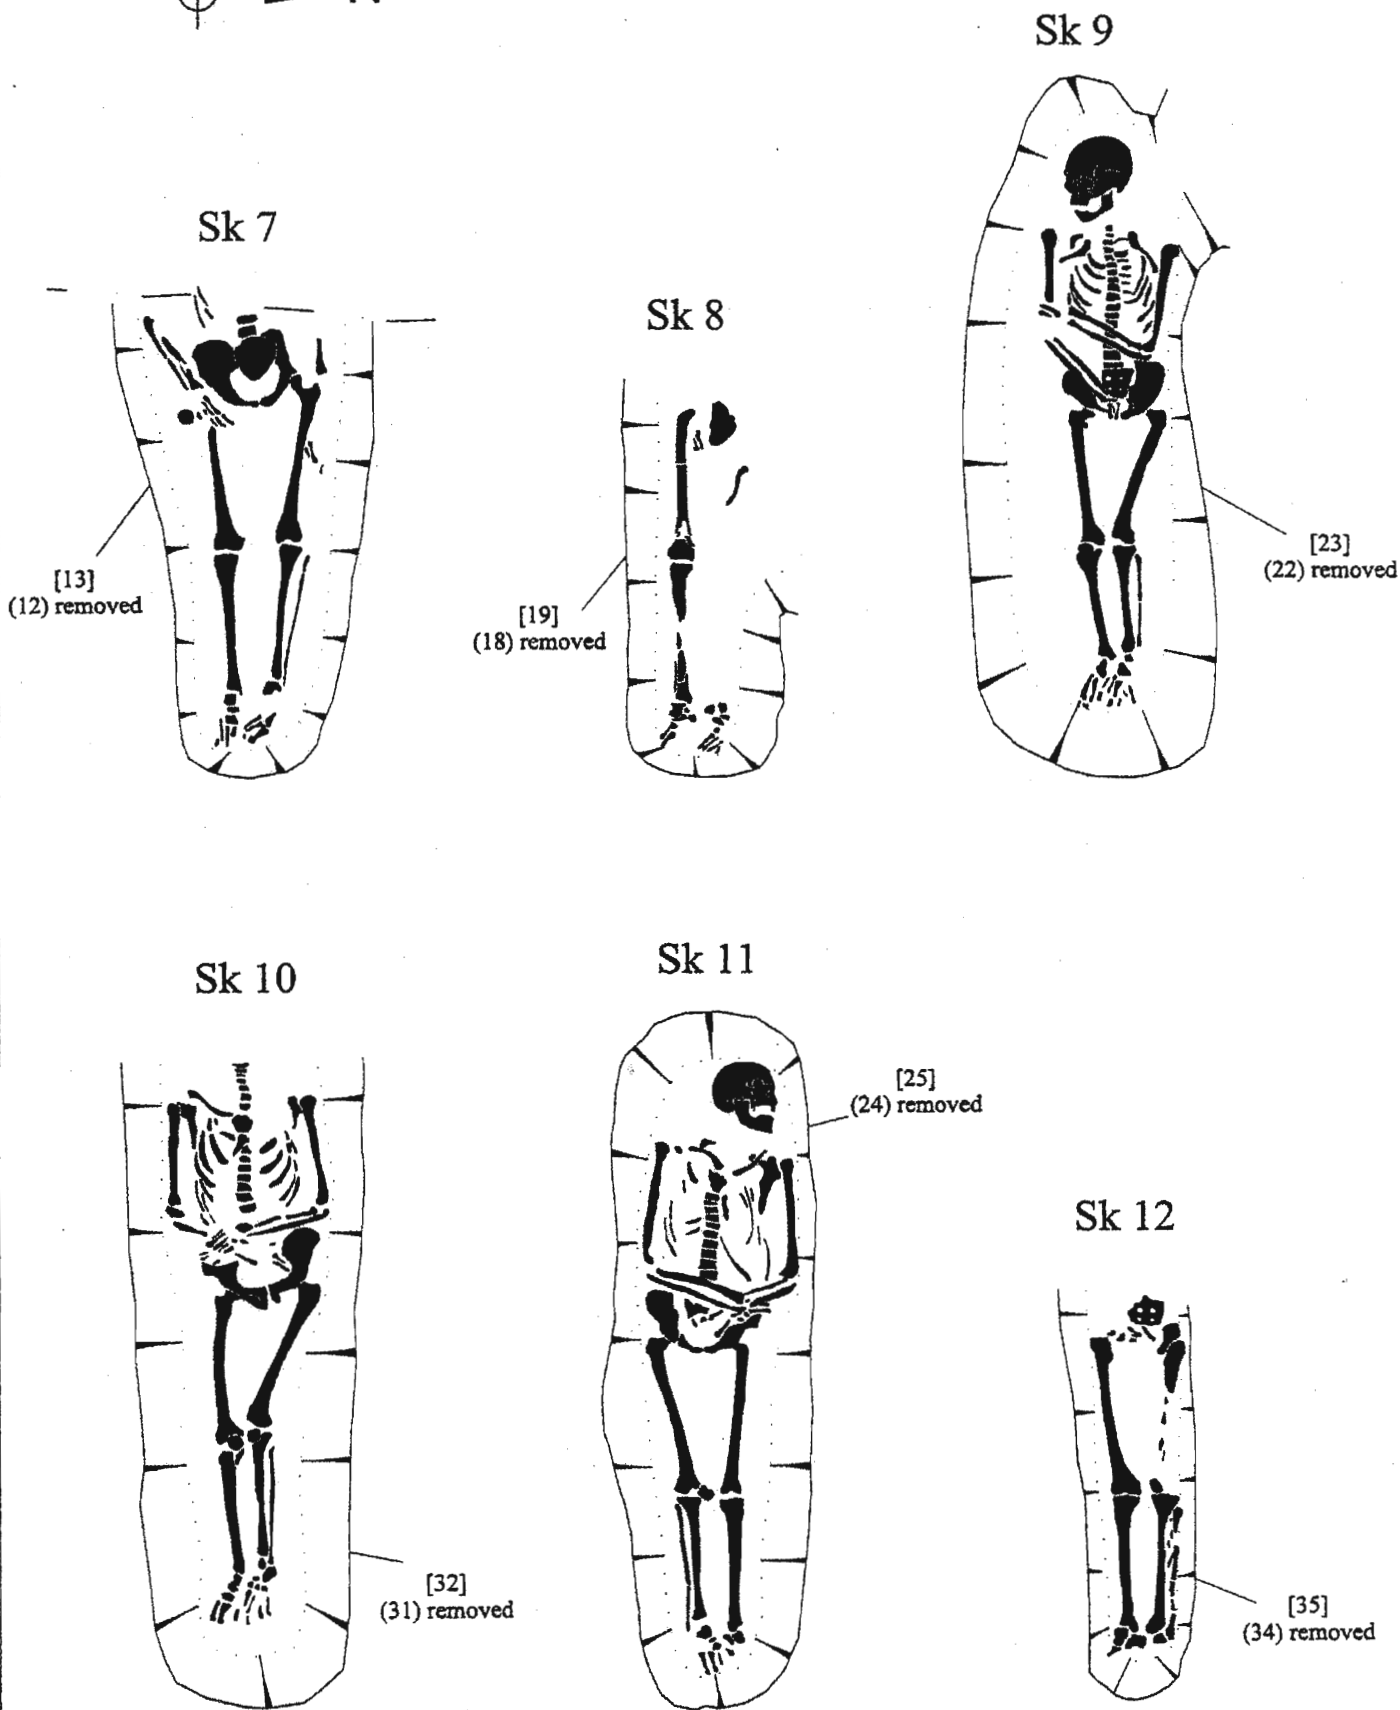 Sk 9
Sk 7
Sk 8
[13]
(12) removed
[19]
(18) removed
[23]
(22) removed
Sk 10
Sk 11
[25]
(24) removed
Sk 12
[32]
(31) removed
[35]
(34) removed